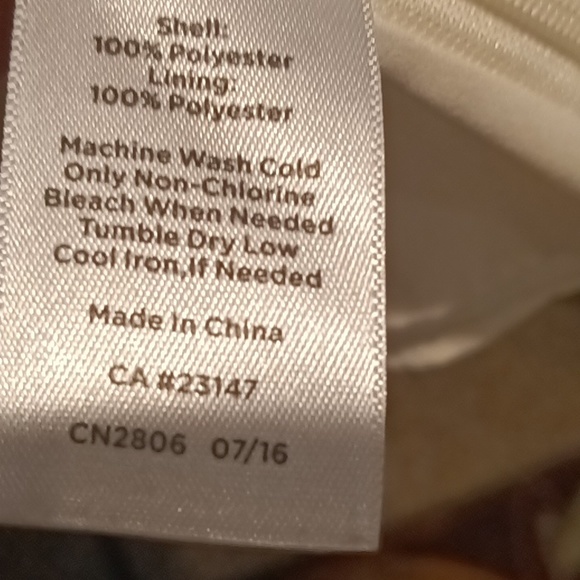 Shell:
100% Polyester
Lining:
100% Polyester
Machine Wash Cold
Only Non-Chlorine
Bleach When Needed
Tumble Dry Low
Cool Iron,If Needed
Made In China
CA #23147
CN2806 07/16